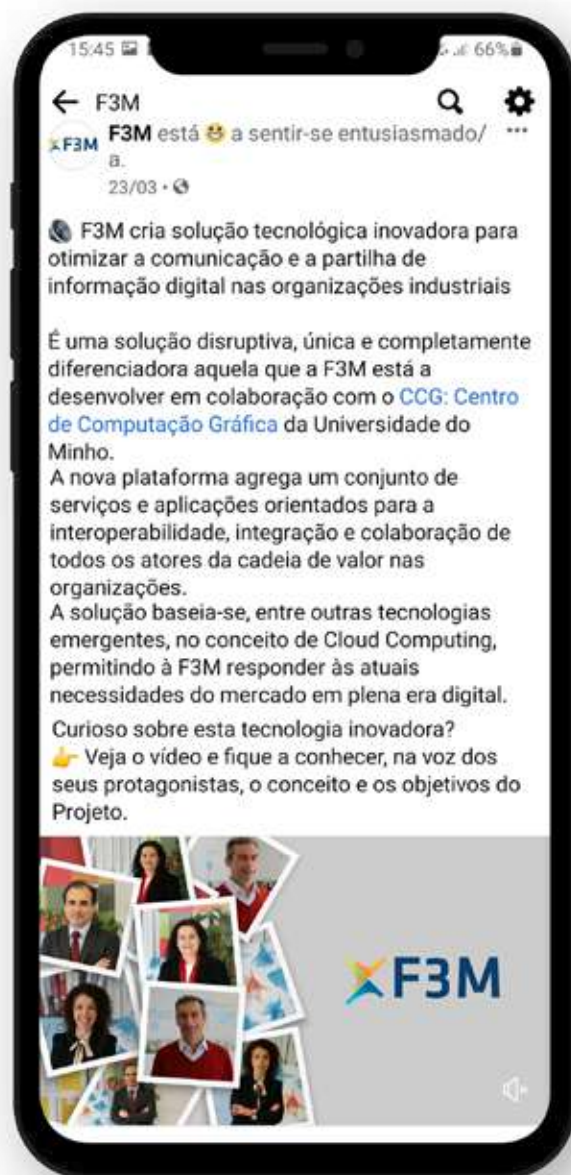 15:45
66%
F3M
F3M
F3M está a sentir-se entusiasmado/
a.
23/03
F3M cria solução tecnológica inovadora para
otimizar a comunicação e a partilha de
informação digital nas organizações industriais
É uma solução disruptiva, única e completamente
diferenciadora aquela que a F3M está a
desenvolver em colaboração com o CCG: Centro
de Computação Gráfica da Universidade do
Minho.
A nova plataforma agrega um conjunto de
serviços e aplicações orientados para a
interoperabilidade, integração e colaboração de
todos os atores da cadeia de valor nas
organizações.
A solução baseia-se, entre outras tecnologias
emergentes, no conceito de Cloud Computing,
permitindo à F3M responder às atuais
necessidades do mercado em plena era digital.
Curioso sobre esta tecnologia inovadora?
Veja o vídeo e fique a conhecer, na voz dos
seus protagonistas, o conceito e os objetivos do
Projeto.
F3M